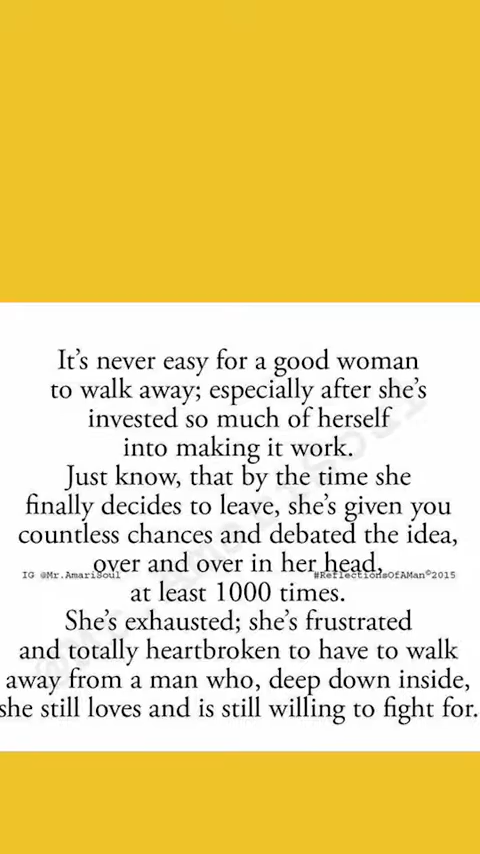 It’s never easy for a good woman
to walk away; especially after she’s
invested so much of herself
into making it work.
Just know, that by the time she
finally decides to leave, she’s given you
countless chances and debated the idea,
over and over in her head,
IG @Mr.AmariSoul #ReflectionsOfAMan©2015
at least 1000 times.
She’s exhausted; she’s frustrated
and totally heartbroken to have to walk
away from a man who, deep down inside,
she still loves and is still willing to fight for.
@Mr.AmariSoul